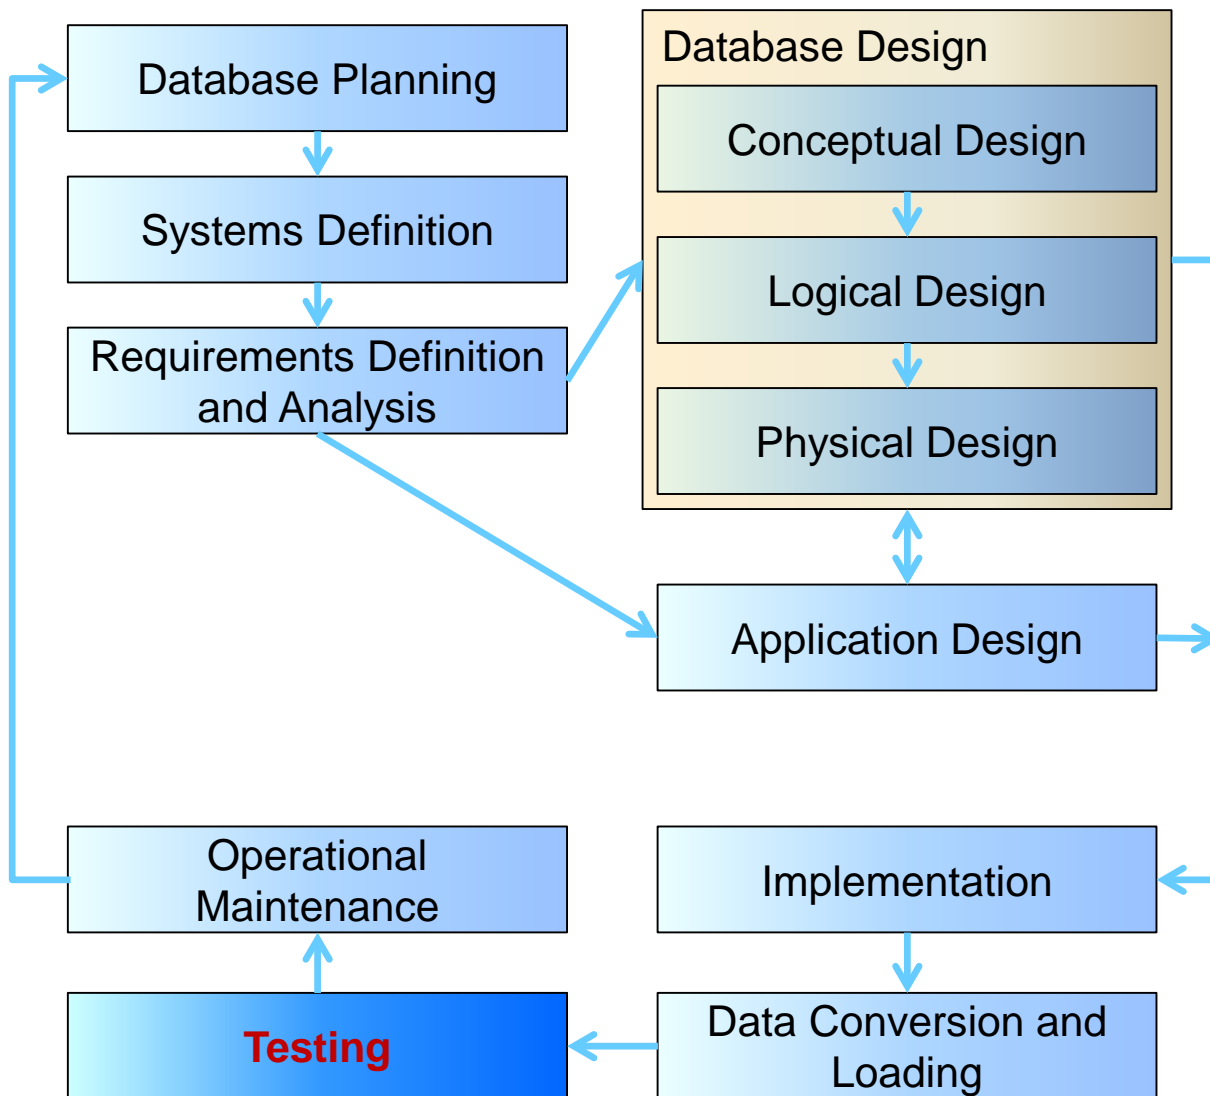 Database Planning
Systems Definition
Requirements Definition
and Analysis
Database Design
Conceptual Design
Logical Design
Physical Design
Application Design
Operational
Maintenance
Implementation
Testing
Data Conversion and
Loading